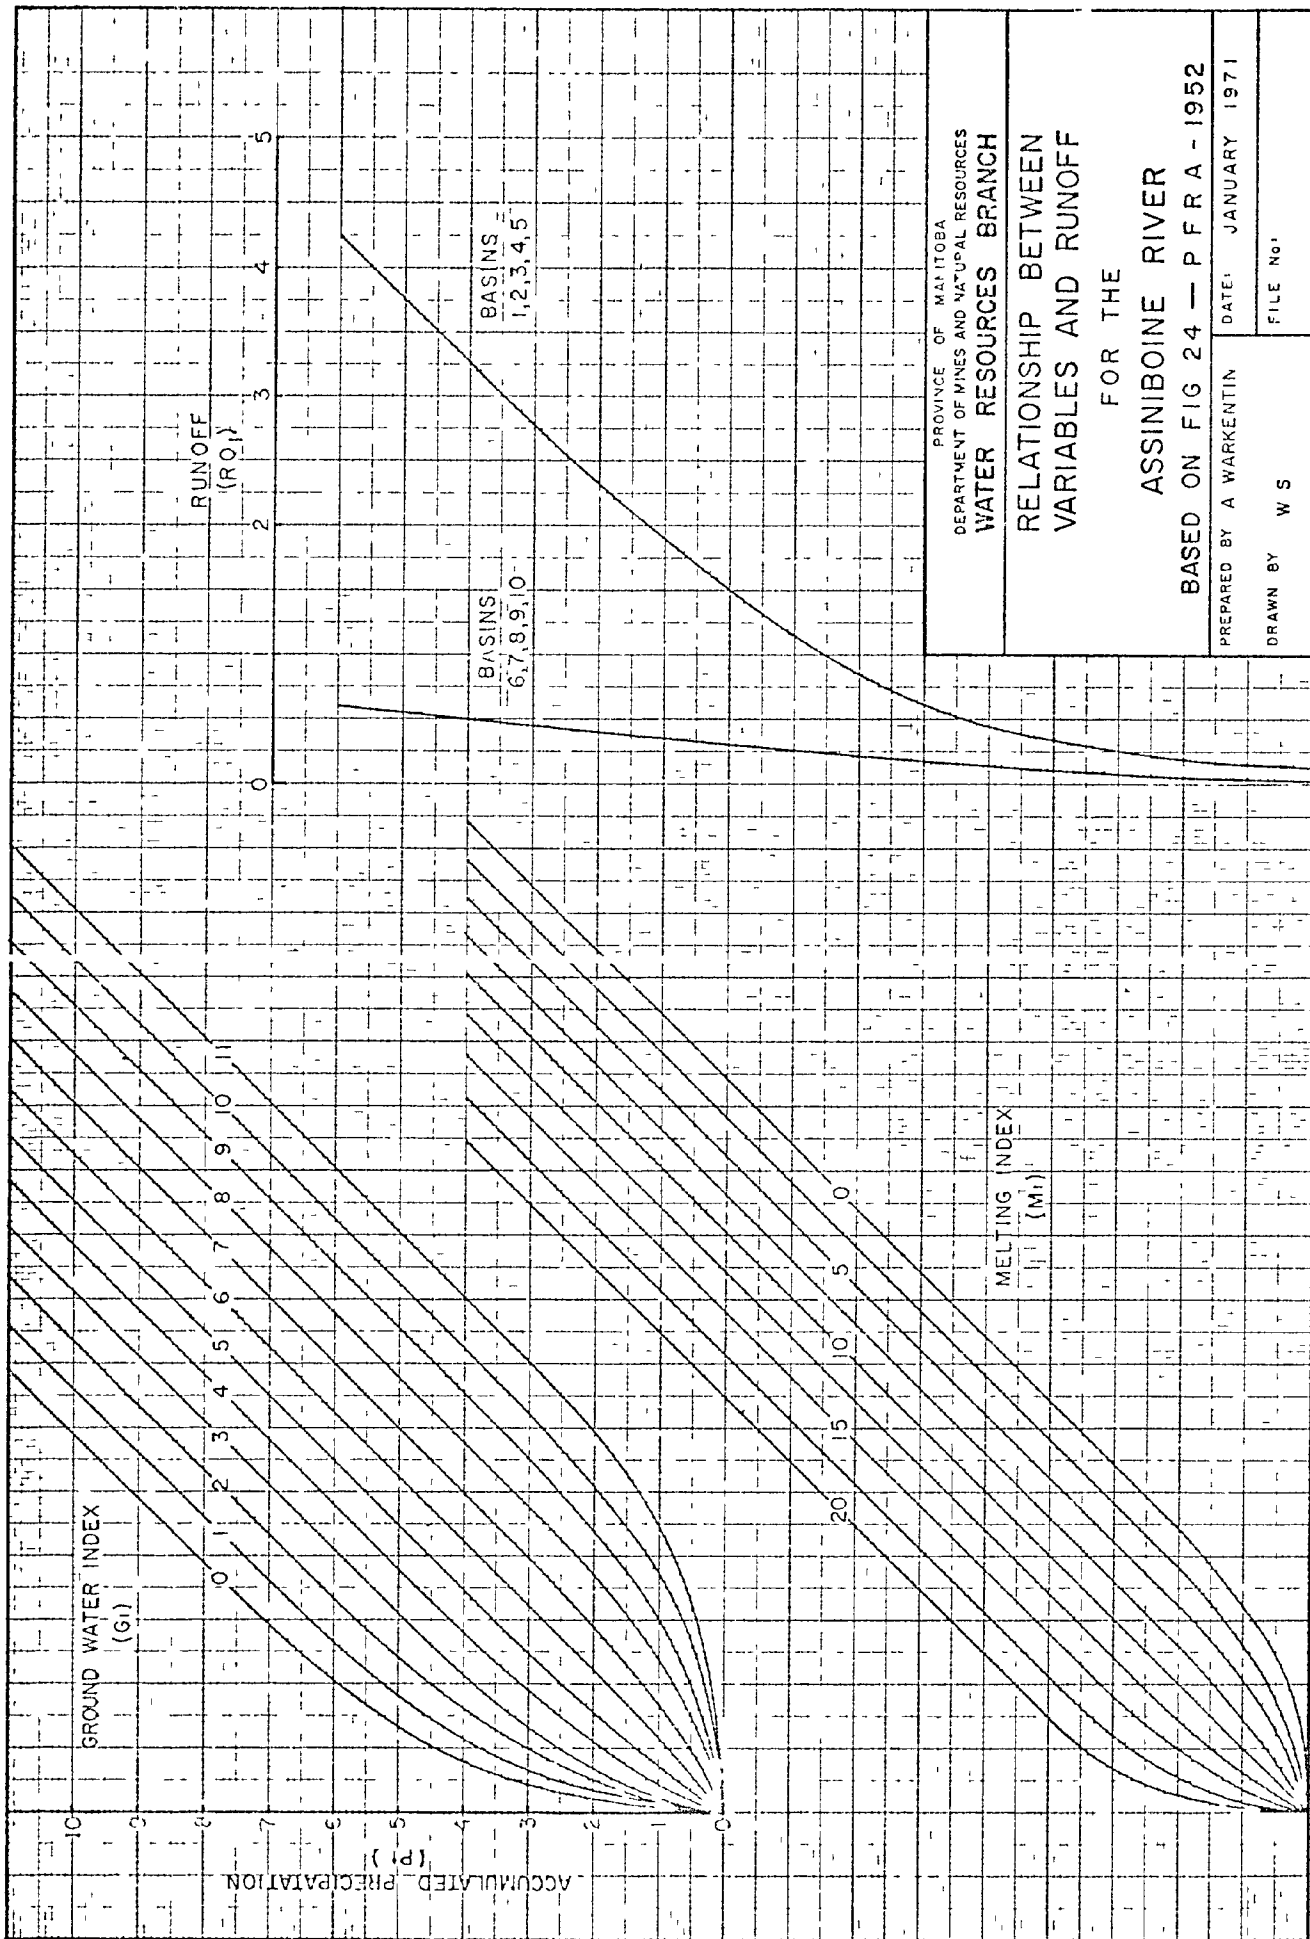 GROUND WATER INDEX
(GI)
0 1 2 3 4 5 6 7 8 9 10 11
ACCUMULATED PRECIPATATION
(PI)
10
9
8
7
6
5
4
3
2
1
0
MELTING INDEX
(MI)
20 15 10 5 0
RUNOFF
(ROI)
0 2 3 4 5
BASINS
6,7,8,9,10
BASINS
1,2,3,4,5
PROVINCE OF MANITOBA
DEPARTMENT OF MINES AND NATURAL RESOURCES
WATER RESOURCES BRANCH
RELATIONSHIP BETWEEN
VARIABLES AND RUNOFF
FOR THE
ASSINIBOINE RIVER
BASED ON FIG 24 — P F R A - 1952
PREPARED BY A WARKENTIN
DATE: JANUARY 1971
DRAWN BY W S
FILE No: